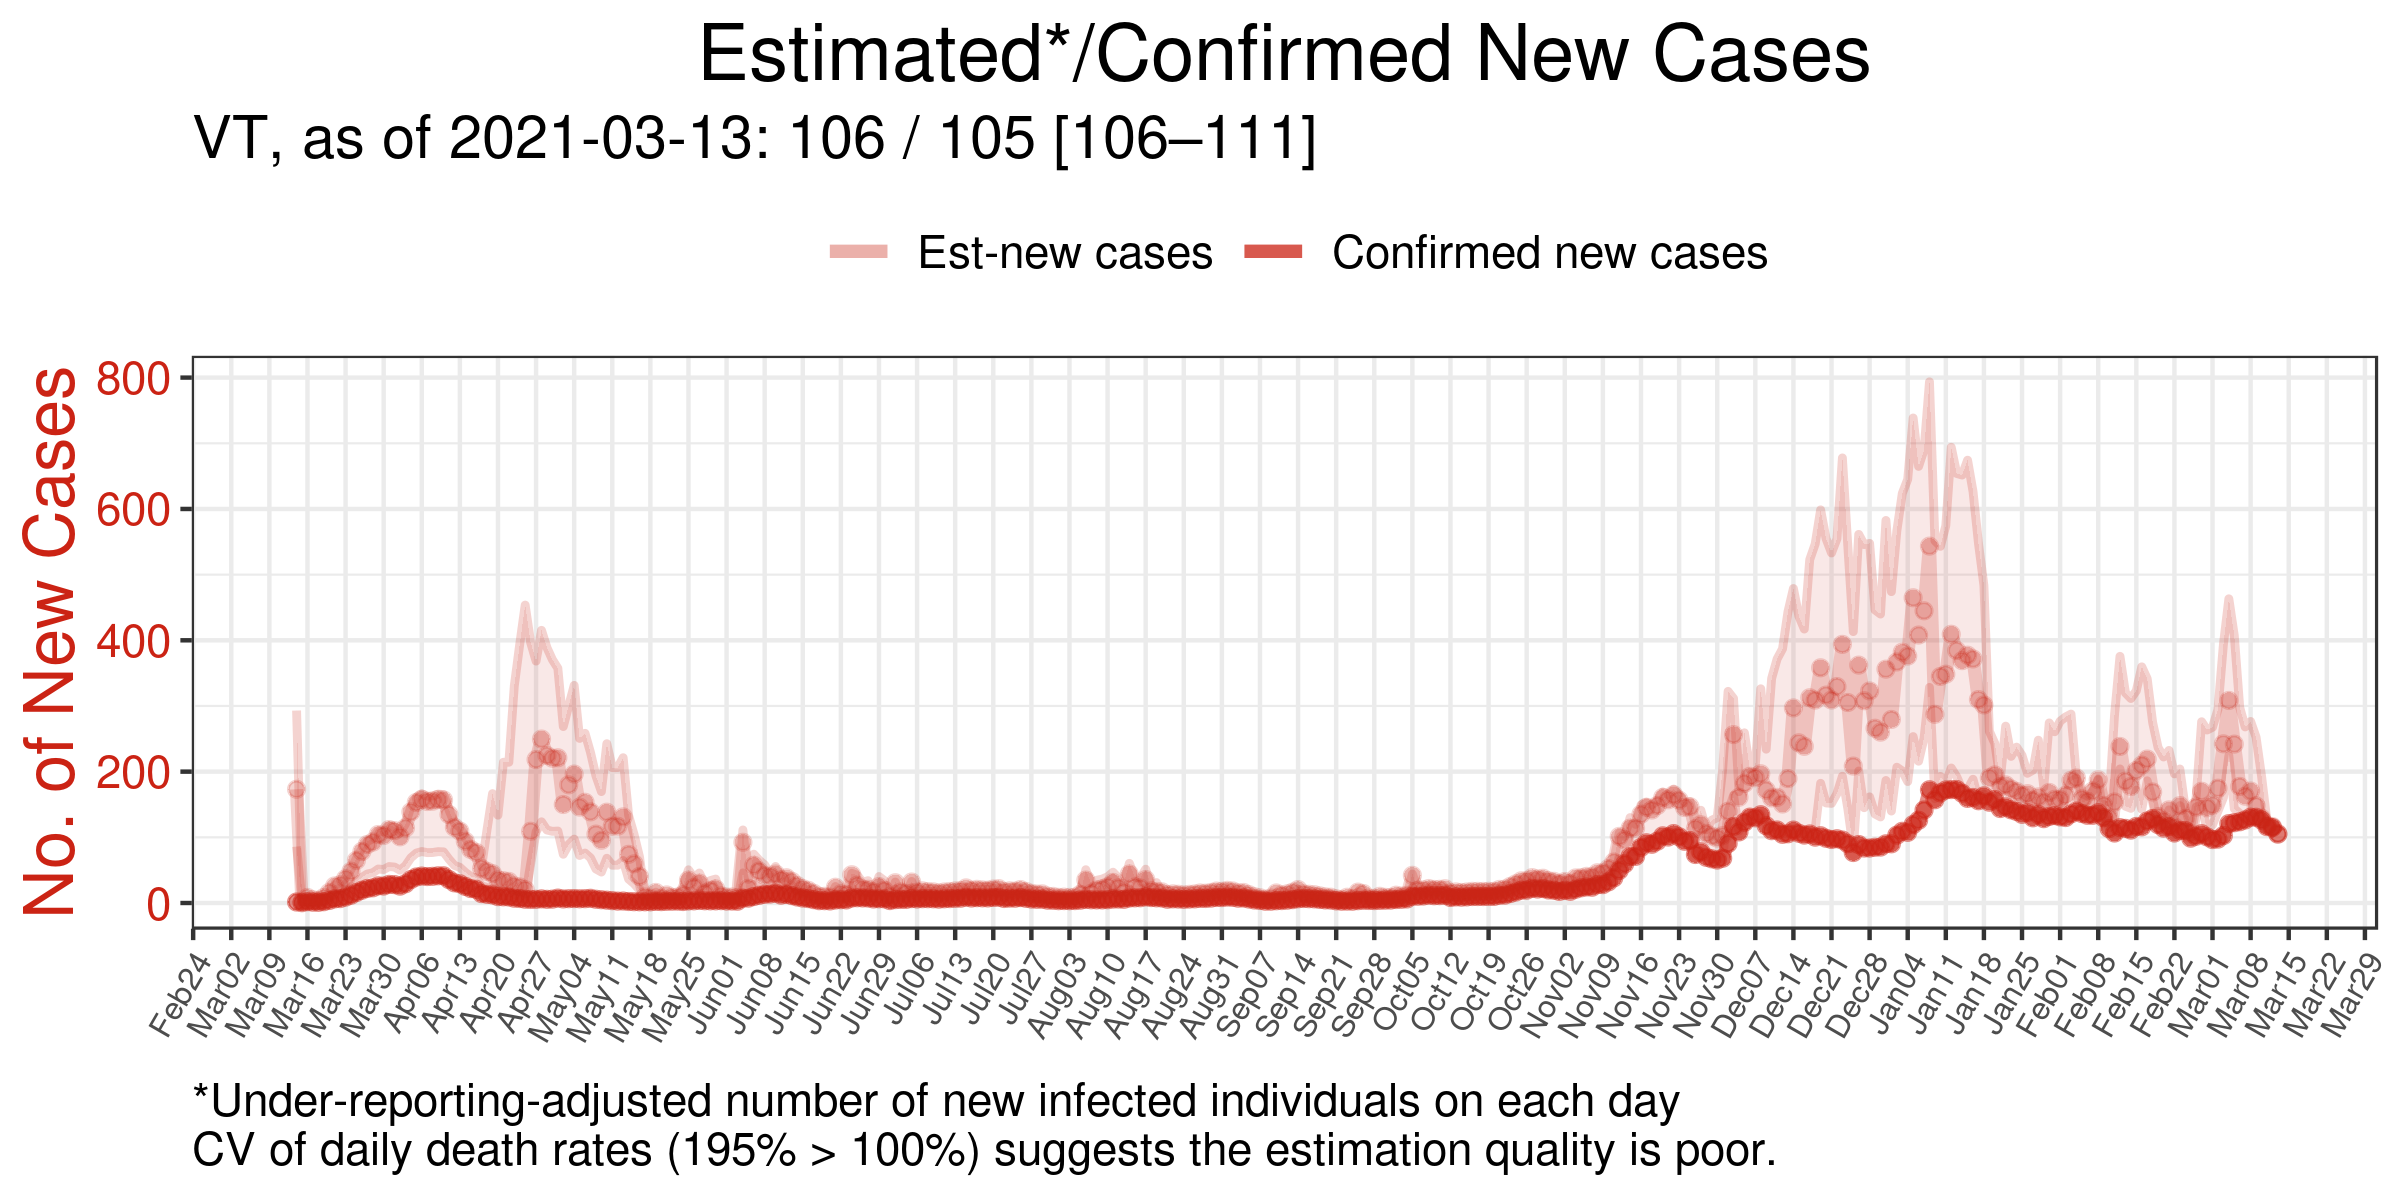 Estimated*/Confirmed New Cases
VT, as of 2021-03-13: 106 / 105 [106–111]
Est-new cases
Confirmed new cases
No. of New Cases
800
600
400
200
0
Feb24
Mar02
Mar09
Mar16
Mar23
Mar30
Apr06
Apr13
Apr20
Apr27
May04
May11
May18
May25
Jun01
Jun08
Jun15
Jun22
Jun29
Jul06
Jul13
Jul20
Jul27
Aug03
Aug10
Aug17
Aug24
Aug31
Sep07
Sep14
Sep21
Sep28
Oct05
Oct12
Oct19
Oct26
Nov02
Nov09
Nov16
Nov23
Nov30
Dec07
Dec14
Dec21
Dec28
Jan04
Jan11
Jan18
Jan25
Feb01
Feb08
Feb15
Feb22
Mar01
Mar08
Mar15
Mar22
Mar29
*Under-reporting-adjusted number of new infected individuals on each day
CV of daily death rates (195% > 100%) suggests the estimation quality is poor.